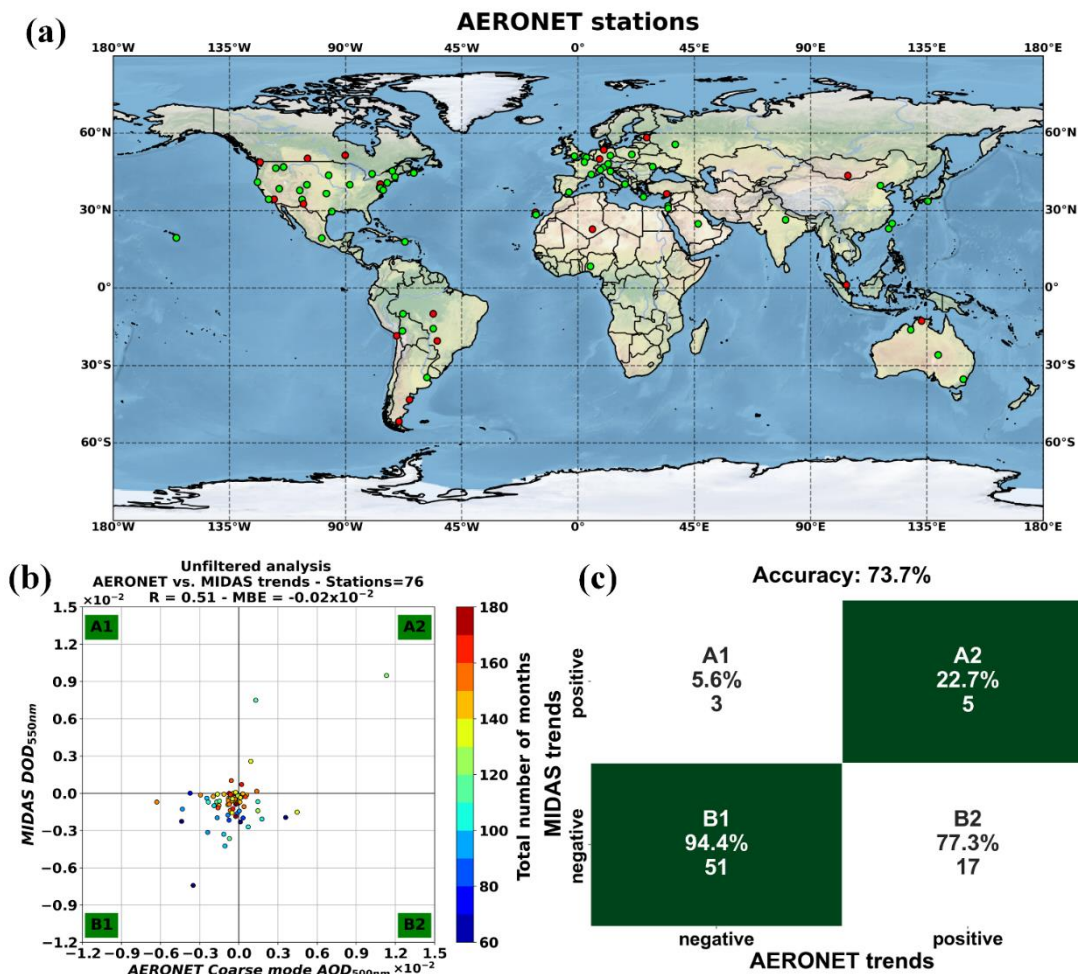 (a)
AERONET stations
180°W 135°W 90°W 45°W 0° 45°E 90°E 135°E 180°E
60°N 60°N
30°N 30°N
0° 0°
30°S 30°S
60°S 60°S
180°W 135°W 90°W 45°W 0° 45°E 90°E 135°E 180°E
(b)
Unfiltered analysis
AERONET vs. MIDAS trends - Stations=76
R = 0.51 - MBE = -0.02x10⁻²
×10⁻²
1.5
1.2
0.9
0.6
0.3
0.0
−0.3
−0.6
−0.9
−1.2
MIDAS DOD550nm
A1 A2
B1 B2
−1.2 −0.9 −0.6 −0.3 0.0 0.3 0.6 0.9 1.2 1.5
AERONET Coarse mode AOD500nm ×10⁻²
Total number of months
180
160
140
120
100
80
60
(c)
Accuracy: 73.7%
MIDAS trends
positive
negative
A1
5.6%
3
A2
22.7%
5
B1
94.4%
51
B2
77.3%
17
negative positive
AERONET trends